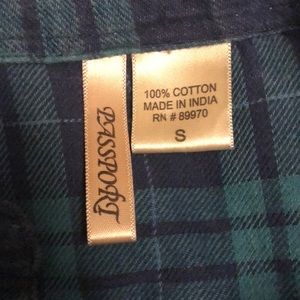 PASSPORT
100% COTTON
MADE IN INDIA
RN # 89970
S